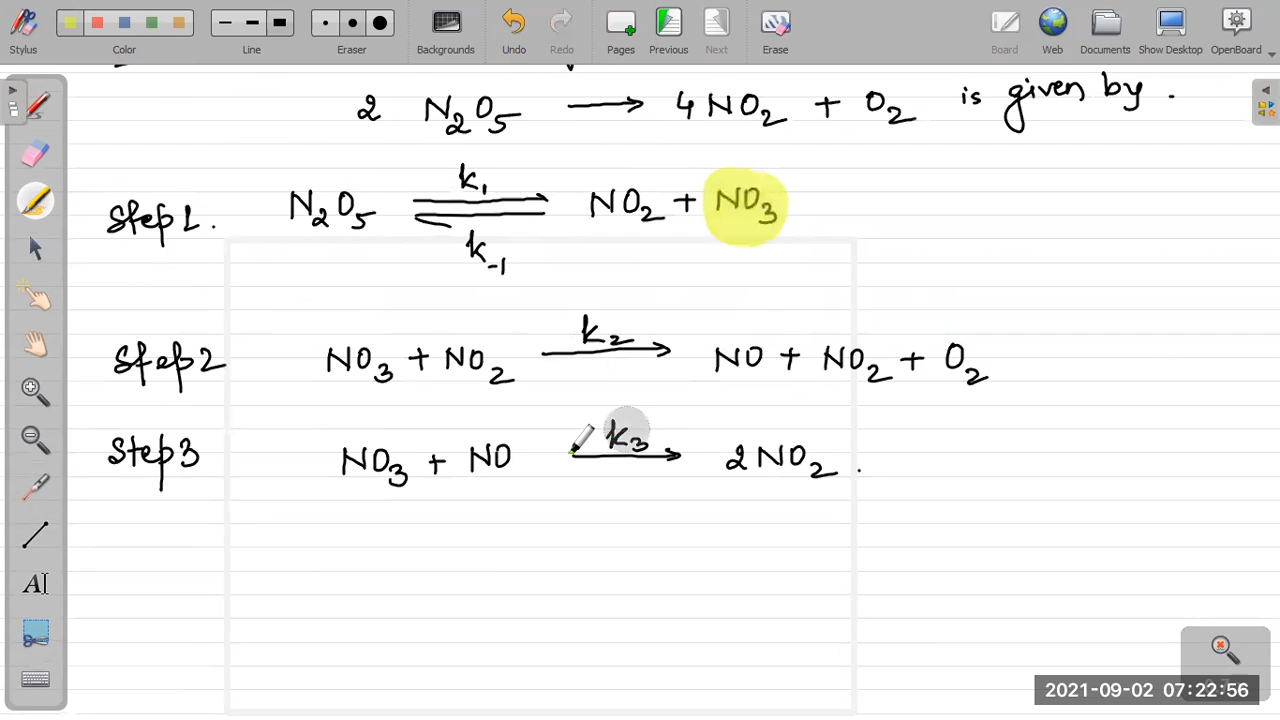 Stylus Color Line Eraser Backgrounds Undo Redo Pages Previous Next Erase Board Web Documents Show Desktop OpenBoard
2 N₂O₅ → 4 NO₂ + O₂ is given by .
k₁
Step 1. N₂O₅ ⇌ NO₂ + NO₃
k₋₁
k₂
Step 2 NO₃ + NO₂ → NO + NO₂ + O₂
k₃
Step 3 NO₃ + NO → 2 NO₂ .
2021-09-02 07:22:56